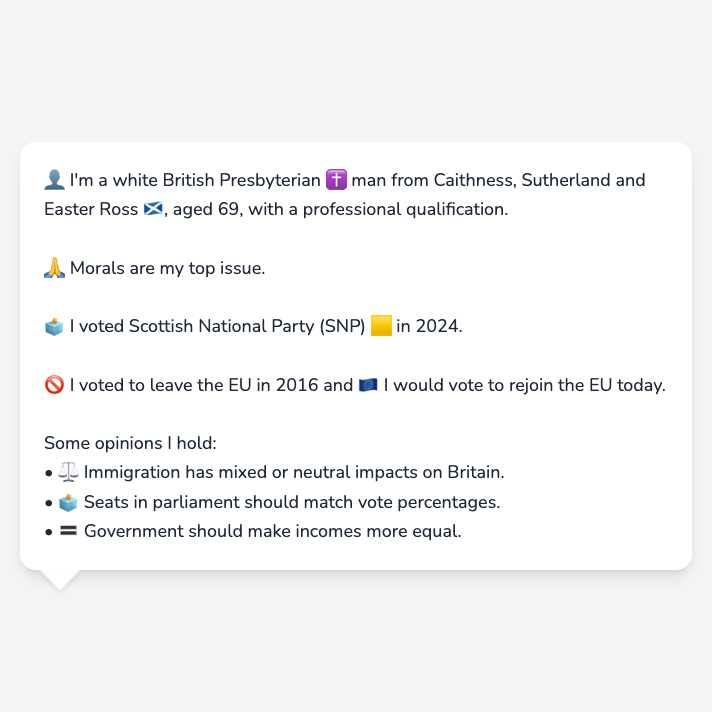 👤 I'm a white British Presbyterian ✝️ man from Caithness, Sutherland and
Easter Ross 🏴󠁧󠁢󠁳󠁣󠁴󠁿, aged 69, with a professional qualification.
🙏 Morals are my top issue.
🗳️ I voted Scottish National Party (SNP) 🟨 in 2024.
🚫 I voted to leave the EU in 2016 and 🇪🇺 I would vote to rejoin the EU today.
Some opinions I hold:
• ⚖️ Immigration has mixed or neutral impacts on Britain.
• 🗳️ Seats in parliament should match vote percentages.
• 🟰 Government should make incomes more equal.